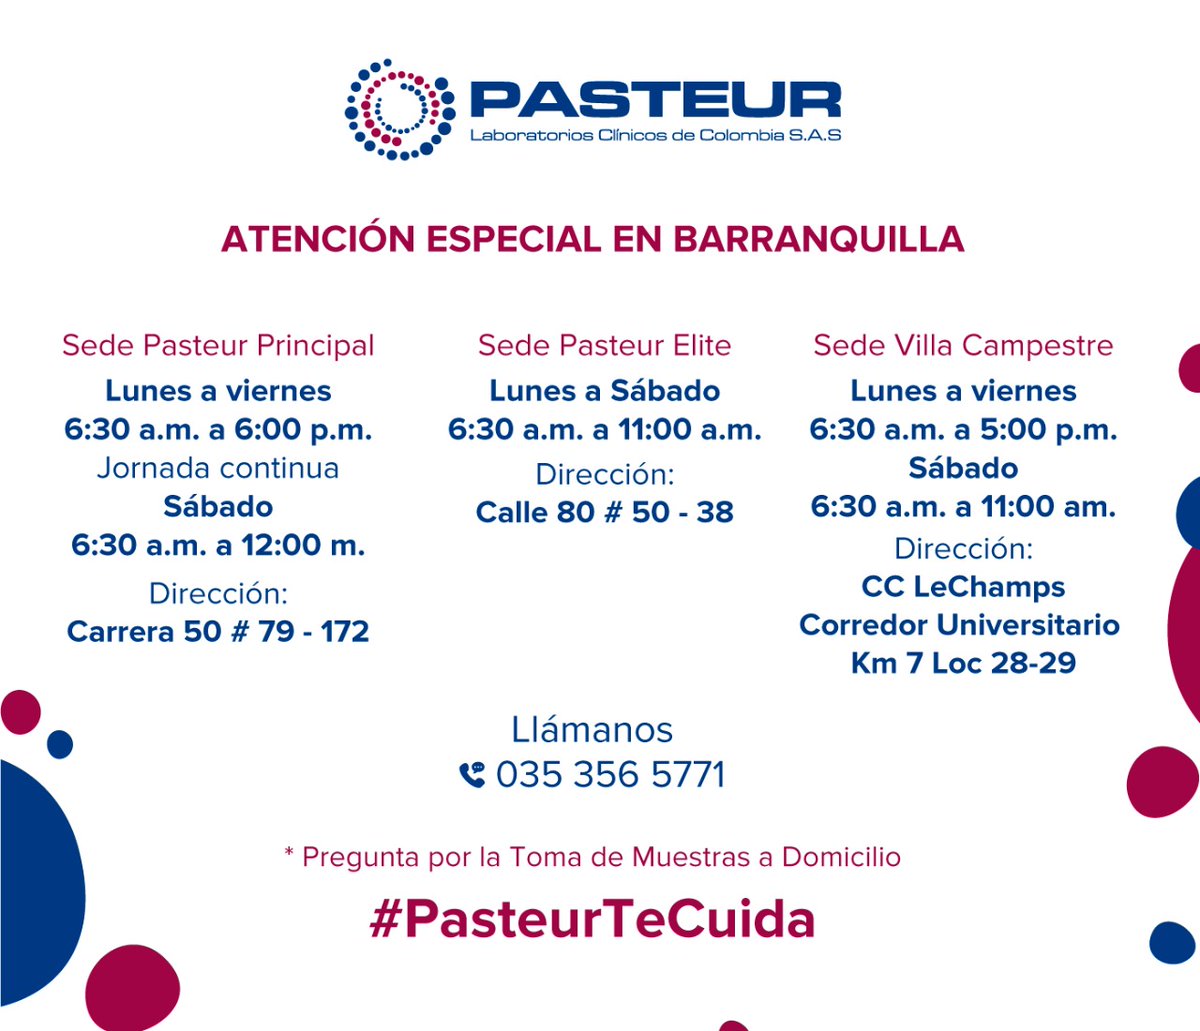 PASTEUR
Laboratorios Clínicos de Colombia S.A.S
ATENCIÓN ESPECIAL EN BARRANQUILLA
Sede Pasteur Principal
Lunes a viernes
6:30 a.m. a 6:00 p.m.
Jornada continua
Sábado
6:30 a.m. a 12:00 m.
Dirección:
Carrera 50 # 79 - 172
Sede Pasteur Elite
Lunes a Sábado
6:30 a.m. a 11:00 a.m.
Dirección:
Calle 80 # 50 - 38
Sede Villa Campestre
Lunes a viernes
6:30 a.m. a 5:00 p.m.
Sábado
6:30 a.m. a 11:00 am.
Dirección:
CC LeChamps
Corredor Universitario
Km 7 Loc 28-29
Llámanos
035 356 5771
* Pregunta por la Toma de Muestras a Domicilio
#PasteurTeCuida